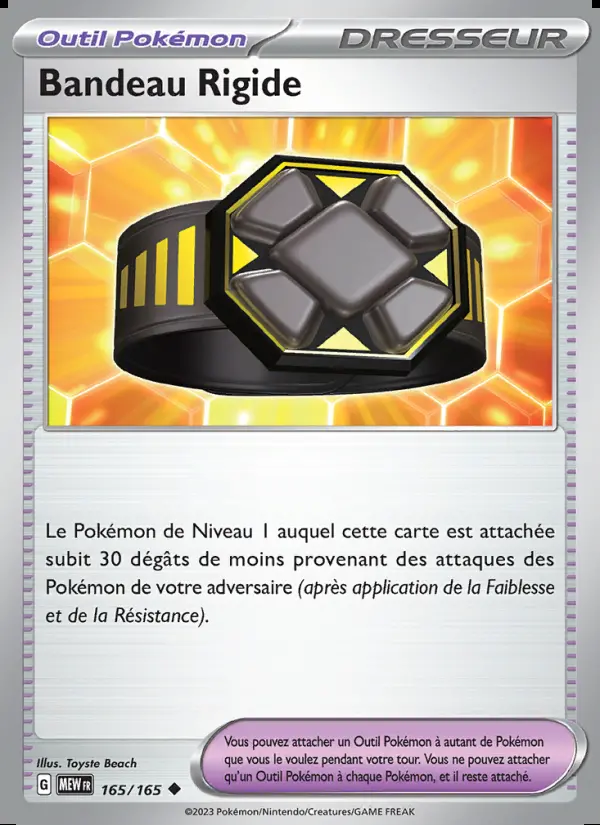 Outil Pokémon
DRESSEUR
Bandeau Rigide
Le Pokémon de Niveau 1 auquel cette carte est attachée
subit 30 dégâts de moins provenant des attaques des
Pokémon de votre adversaire (après application de la Faiblesse
et de la Résistance).
Vous pouvez attacher un Outil Pokémon à autant de Pokémon
que vous le voulez pendant votre tour. Vous ne pouvez attacher
qu'un Outil Pokémon à chaque Pokémon, et il reste attaché.
Illus. Toyste Beach
G MEW FR 165/165 ◆
©2023 Pokémon/Nintendo/Creatures/GAME FREAK